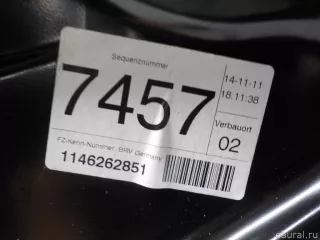 Sequenznummer
7457
14-11-11
18:11:38
Verbauort
02
FZ-Kenn-Nummer, BRV Germany
1146262851
saural.ru